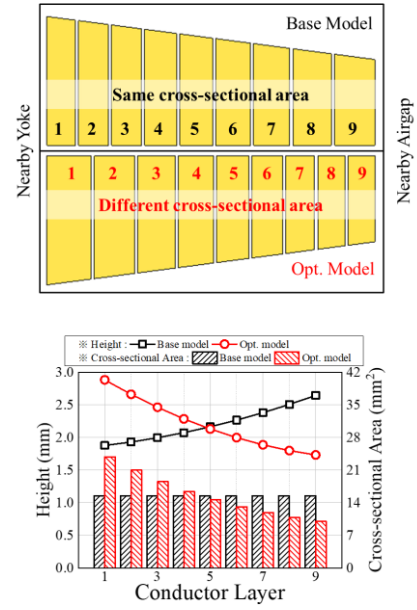 Base Model
Nearby Yoke
Same cross-sectional area
1 2 3 4 5 6 7 8 9
Nearby Airgap
1 2 3 4 5 6 7 8 9
Different cross-sectional area
Opt. Model
※ Height : Base model Opt. model
※ Cross-sectional Area : Base model Opt. model
3.0 42
2.5 35
2.0 28
1.5 21
1.0 14
0.5 7
0.0 0
Height (mm)
Cross-sectional Area (mm²)
1 3 5 7 9
Conductor Layer